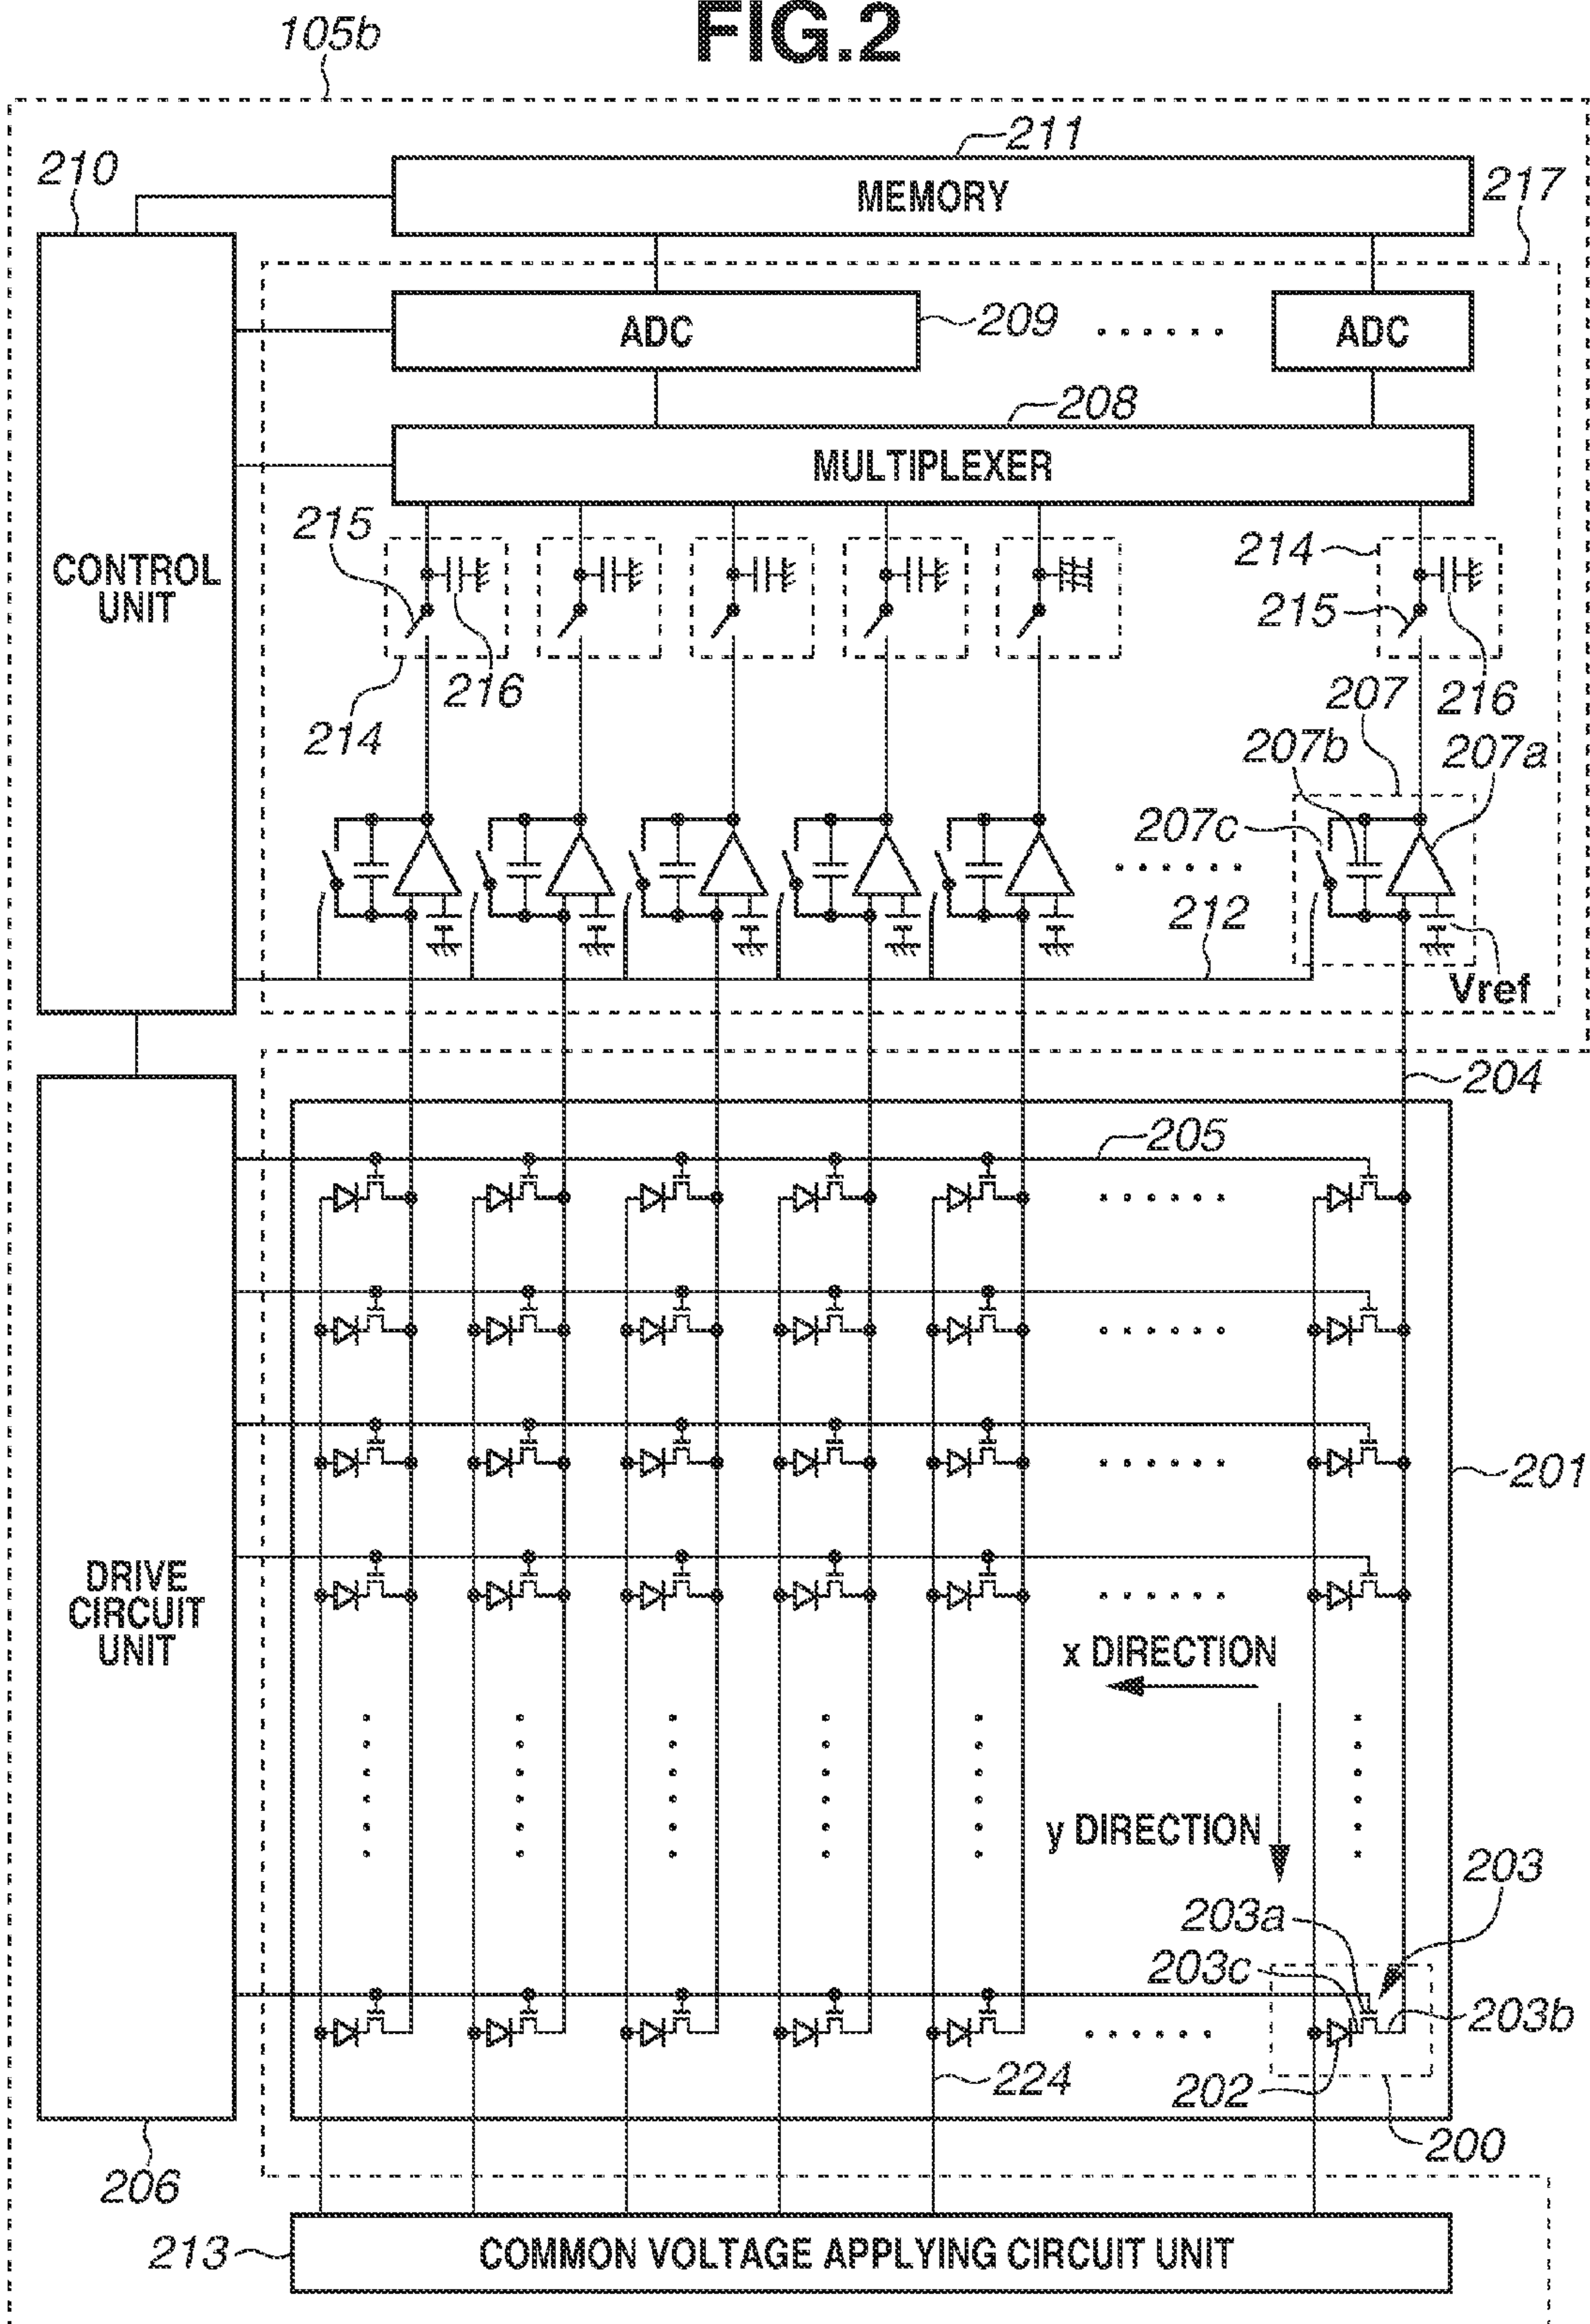 FIG.2
105b
211
210
MEMORY
217
ADC
209
ADC
208
MULTIPLEXER
215
214
CONTROL
UNIT
215
216
207
216
214
207b
207a
207c
212
Vref
204
205
201
DRIVE
CIRCUIT
UNIT
x DIRECTION
y DIRECTION
203
203a
203c
203b
224
202
200
206
213
COMMON VOLTAGE APPLYING CIRCUIT UNIT